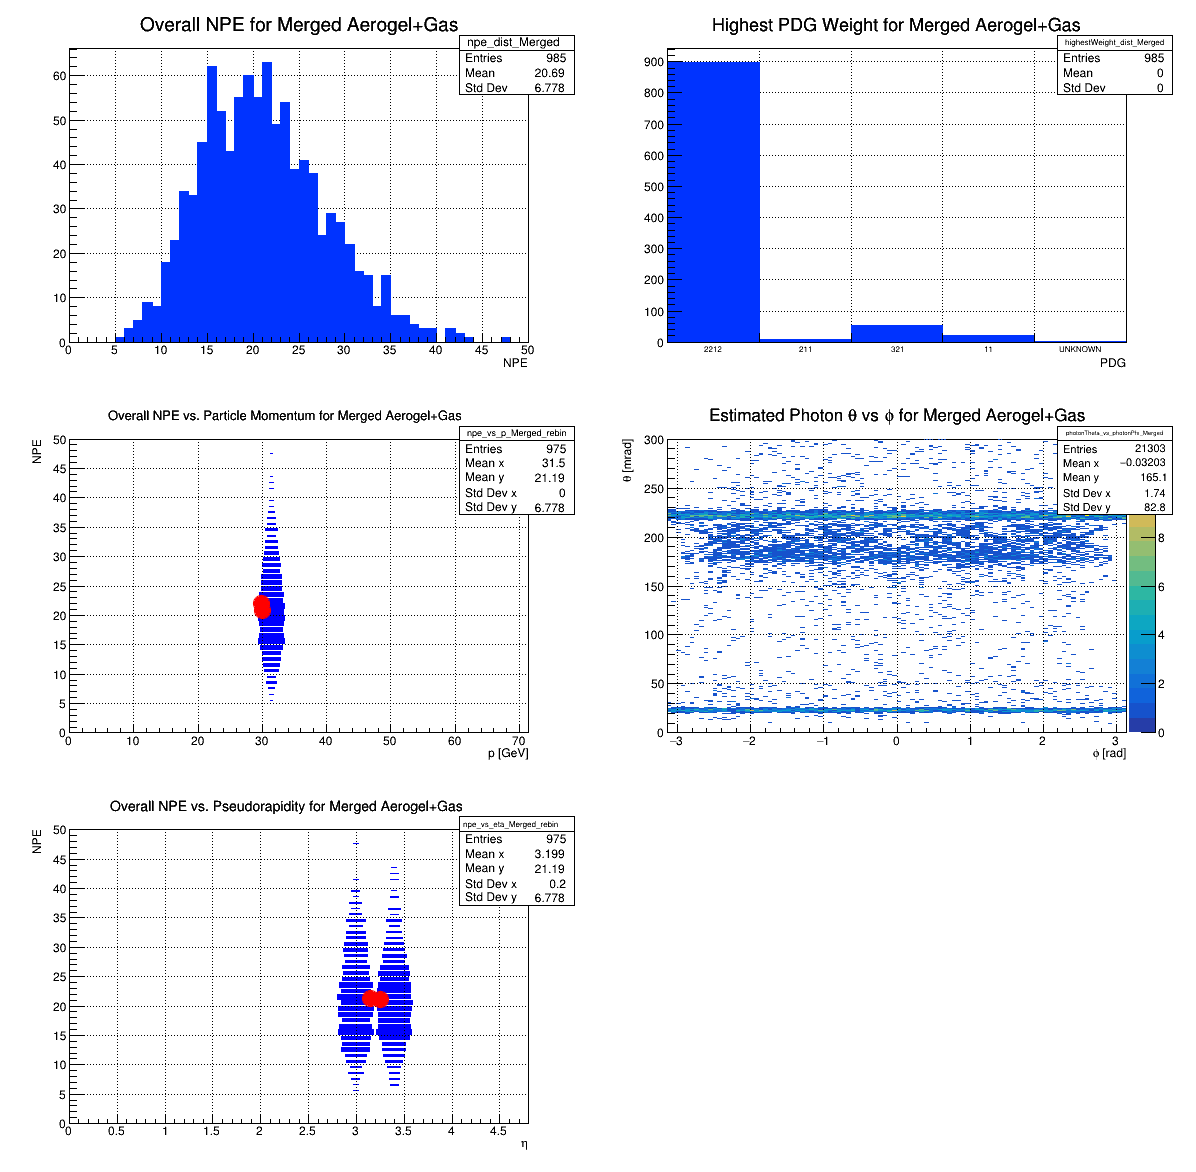 Overall NPE for Merged Aerogel+Gas
npe_dist_Merged
Entries 985
Mean 20.69
Std Dev 6.778
60
50
40
30
20
10
0
0 5 10 15 20 25 30 35 40 45 50
NPE
Highest PDG Weight for Merged Aerogel+Gas
highestWeight_dist_Merged
Entries 985
Mean 0
Std Dev 0
900
800
700
600
500
400
300
200
100
0
2212 211 321 11 UNKNOWN
PDG
Overall NPE vs. Particle Momentum for Merged Aerogel+Gas
npe_vs_p_Merged_rebin
Entries 975
Mean x 31.5
Mean y 21.19
Std Dev x 0
Std Dev y 6.778
NPE
50
45
40
35
30
25
20
15
10
5
0
0 10 20 30 40 50 60 70
p [GeV]
Estimated Photon θ vs ϕ for Merged Aerogel+Gas
photonTheta_vs_photonPhi_Merged
Entries 21303
Mean x −0.03203
Mean y 165.1
Std Dev x 1.74
Std Dev y 82.8
θ [mrad]
300
250
200
150
100
50
0
−3 −2 −1 0 1 2 3
ϕ [rad]
8
6
4
2
0
Overall NPE vs. Pseudorapidity for Merged Aerogel+Gas
npe_vs_eta_Merged_rebin
Entries 975
Mean x 3.199
Mean y 21.19
Std Dev x 0.2
Std Dev y 6.778
NPE
50
45
40
35
30
25
20
15
10
5
0
0 0.5 1 1.5 2 2.5 3 3.5 4 4.5
η